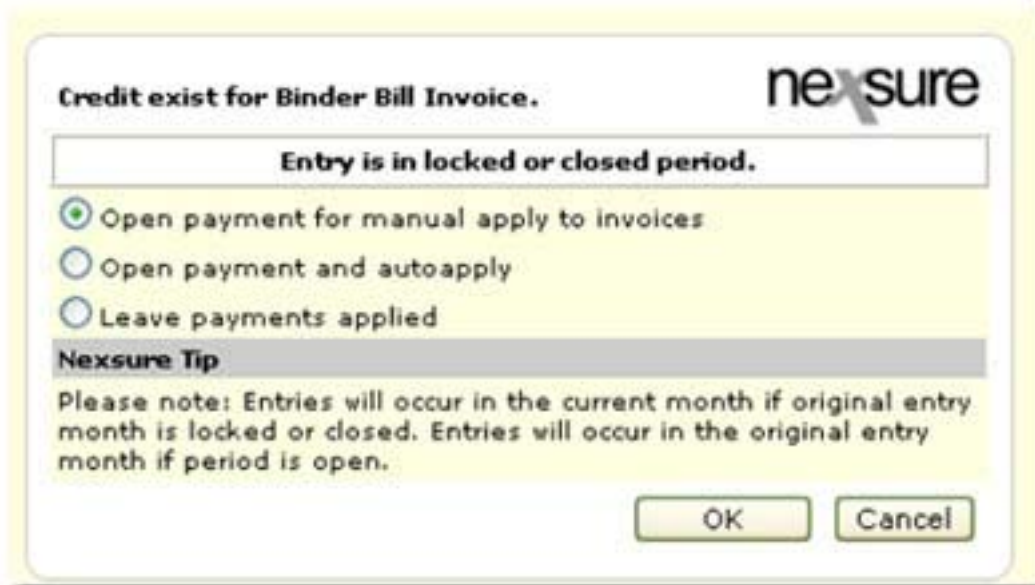 Credit exist for Binder Bill Invoice.
nexsure
Entry is in locked or closed period.
Open payment for manual apply to invoices
Open payment and autoapply
Leave payments applied
Nexsure Tip
Please note: Entries will occur in the current month if original entry
month is locked or closed. Entries will occur in the original entry
month if period is open.
OK
Cancel